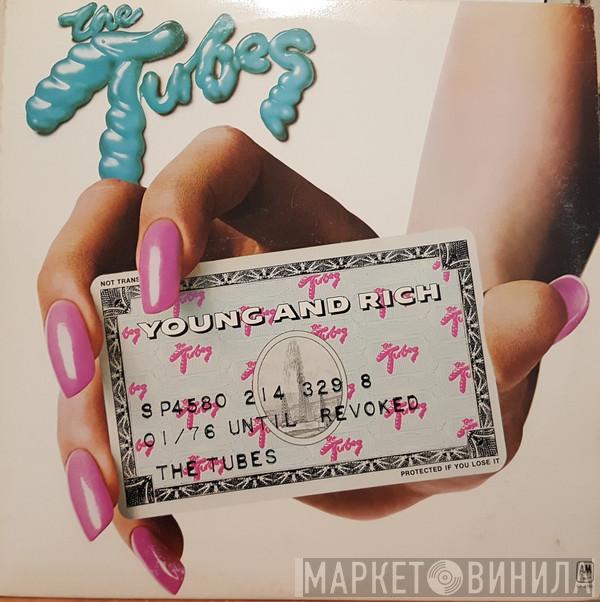 the
Tubes
NOT TRANS
YOUNG AND RICH
SP4580 214 329 8
01/76 UNTIL REVOKED
THE TUBES
PROTECTED IF YOU LOSE IT
A&M
МАРКЕТ ВИНИЛА